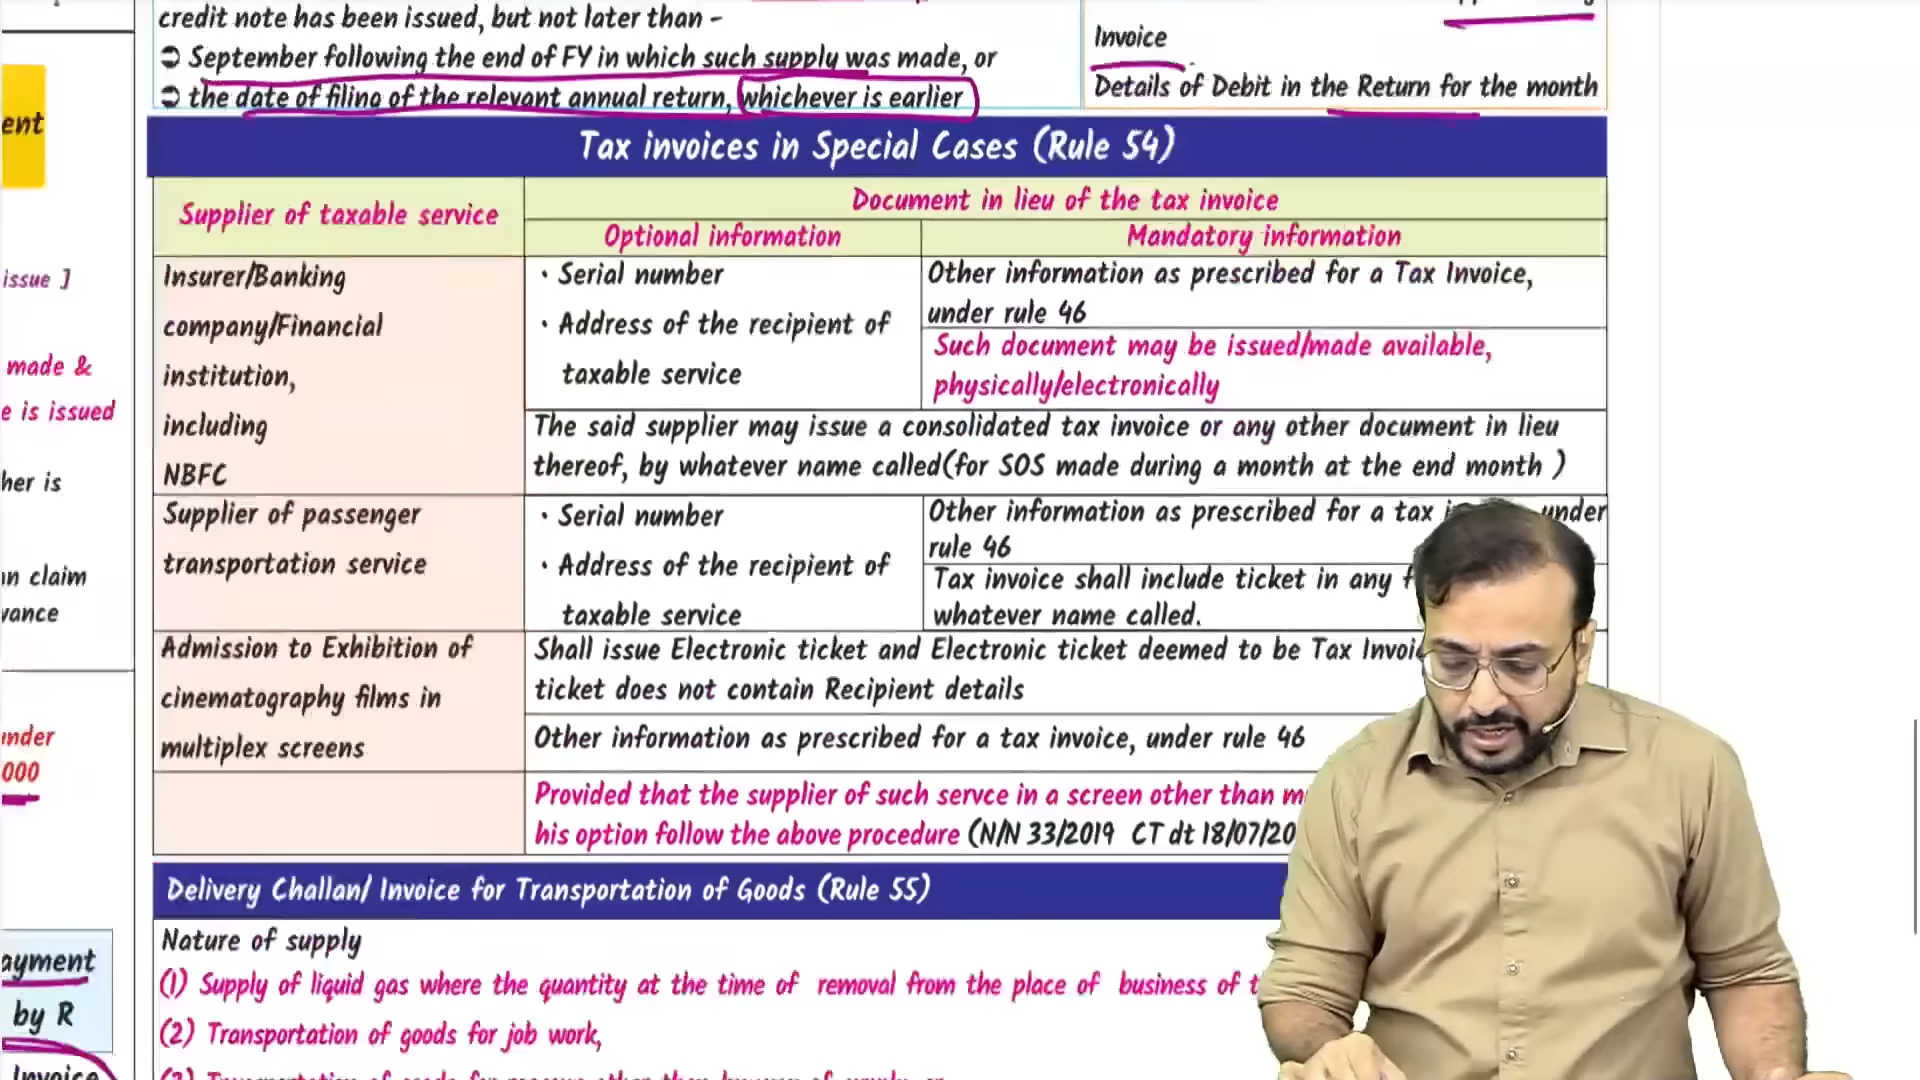 credit note has been issued, but not later than -
➲ September following the end of FY in which such supply was made, or
➲ the date of filing of the relevant annual return, whichever is earlier
Invoice
Details of Debit in the Return for the month
ent
issue ]
made &
e is issued
her is
claim
vance
under
000
ayment
by R
Invoice
Tax invoices in Special Cases (Rule 54)
Supplier of taxable service
Document in lieu of the tax invoice
Optional information
Mandatory information
Insurer/Banking
company/Financial
institution,
including
NBFC
• Serial number
• Address of the recipient of
taxable service
Other information as prescribed for a Tax Invoice,
under rule 46
Such document may be issued/made available,
physically/electronically
The said supplier may issue a consolidated tax invoice or any other document in lieu
thereof, by whatever name called(for SOS made during a month at the end month )
Supplier of passenger
transportation service
• Serial number
• Address of the recipient of
taxable service
Other information as prescribed for a tax under
rule 46
Tax invoice shall include ticket in any
whatever name called.
Admission to Exhibition of
cinematography films in
multiplex screens
Shall issue Electronic ticket and Electronic ticket deemed to be Tax
ticket does not contain Recipient details
Other information as prescribed for a tax invoice, under rule 46
Provided that the supplier of such servce in a screen other than
his option follow the above procedure (N/N 33/2019 CT dt 18/07/20
Delivery Challan/ Invoice for Transportation of Goods (Rule 55)
Nature of supply
(1) Supply of liquid gas where the quantity at the time of removal from the place of business of
(2) Transportation of goods for job work,